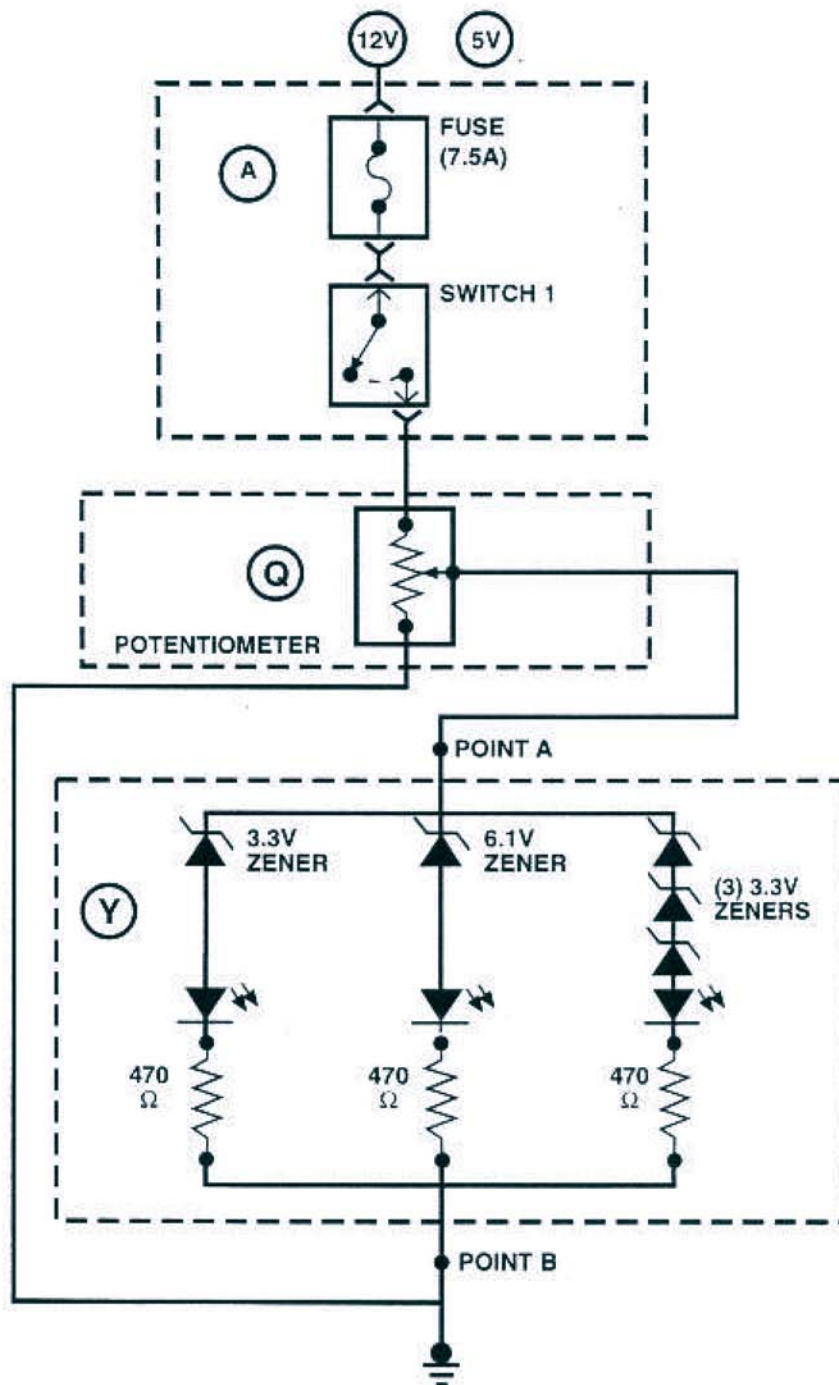 12V
5V
A
FUSE
(7.5A)
SWITCH 1
Q
POTENTIOMETER
POINT A
3.3V
ZENER
6.1V
ZENER
(3) 3.3V
ZENERS
Y
470
Ω
470
Ω
470
Ω
POINT B